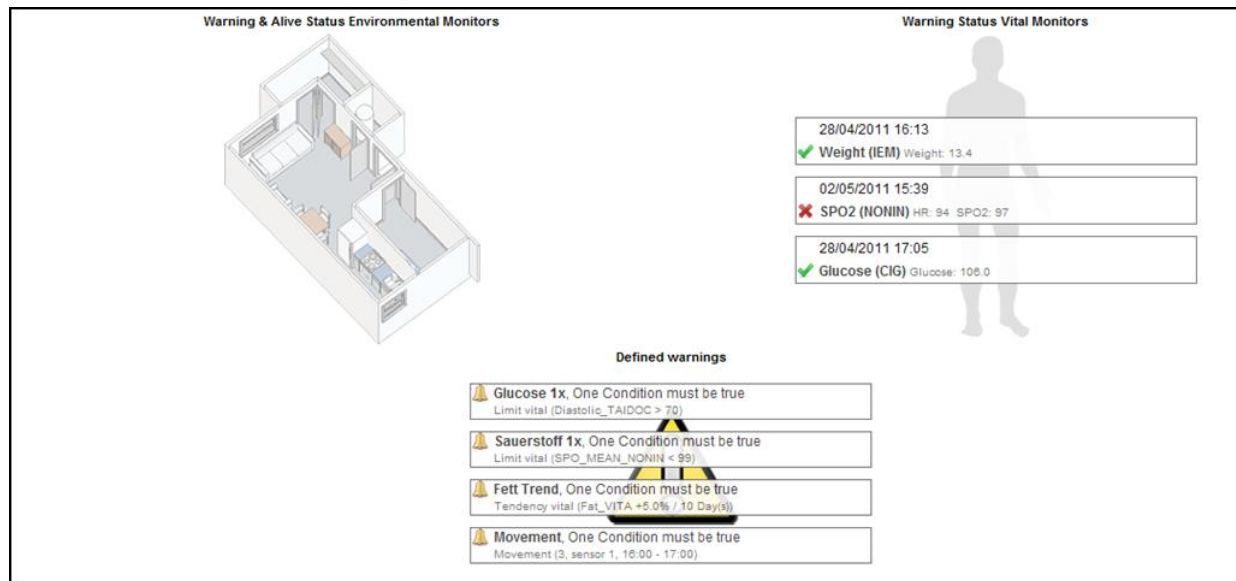 Warning & Alive Status Environmental Monitors
Warning Status Vital Monitors
28/04/2011 16:13
Weight (IEM) Weight: 13.4
02/05/2011 15:39
SPO2 (NONIN) HR: 94 SPO2: 97
28/04/2011 17:05
Glucose (CIG) Glucose: 106.0
Defined warnings
Glucose 1x, One Condition must be true
Limit vital (Diastolic_TAIDOC > 70)
Sauerstoff 1x, One Condition must be true
Limit vital (SPO_MEAN_NONIN < 99)
Fett Trend, One Condition must be true
Tendency vital (Fat_VITA +5.0% / 10 Day(s))
Movement, One Condition must be true
Movement (3, sensor 1, 16:00 - 17:00)